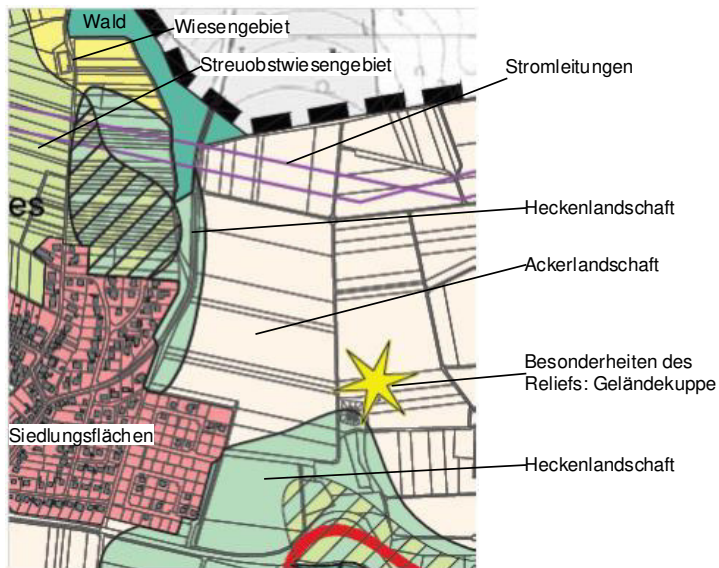 Wald
Wiesengebiet
Streuobstwiesengebiet
Stromleitungen
es
Heckenlandschaft
Ackerlandschaft
Besonderheiten des
Reliefs: Geländekuppe
Siedlungsflächen
Heckenlandschaft